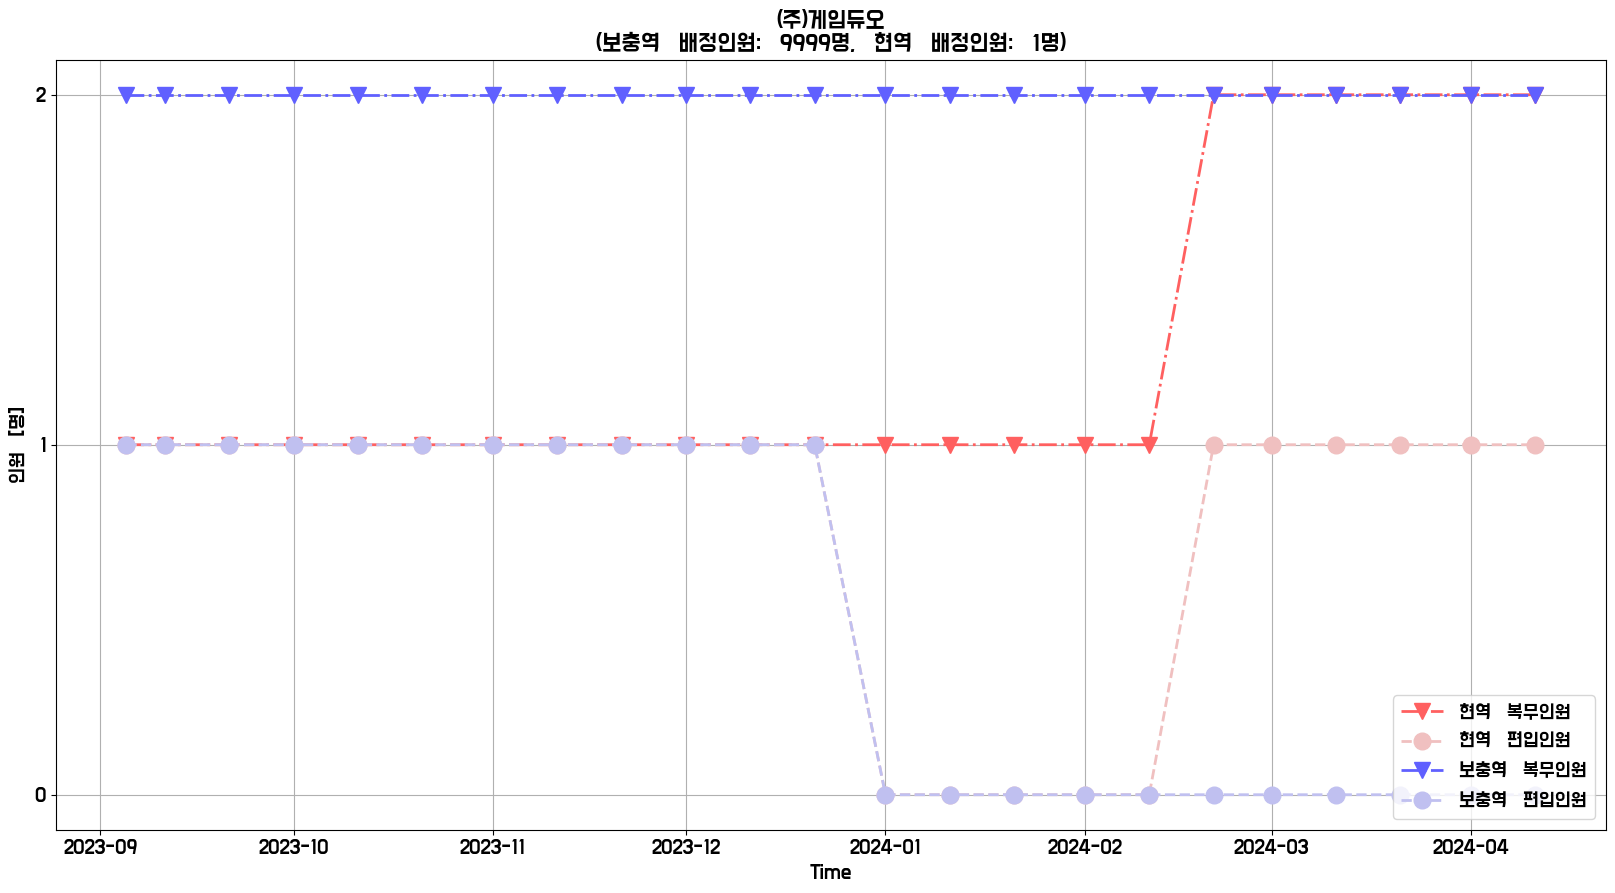 (주)게임듀오
(보충역 배정인원: 9999명, 현역 배정인원: 1명)
2
1
0
인원 [명]
2023-09
2023-10
2023-11
2023-12
2024-01
2024-02
2024-03
2024-04
Time
현역 복무인원
현역 편입인원
보충역 복무인원
보충역 편입인원